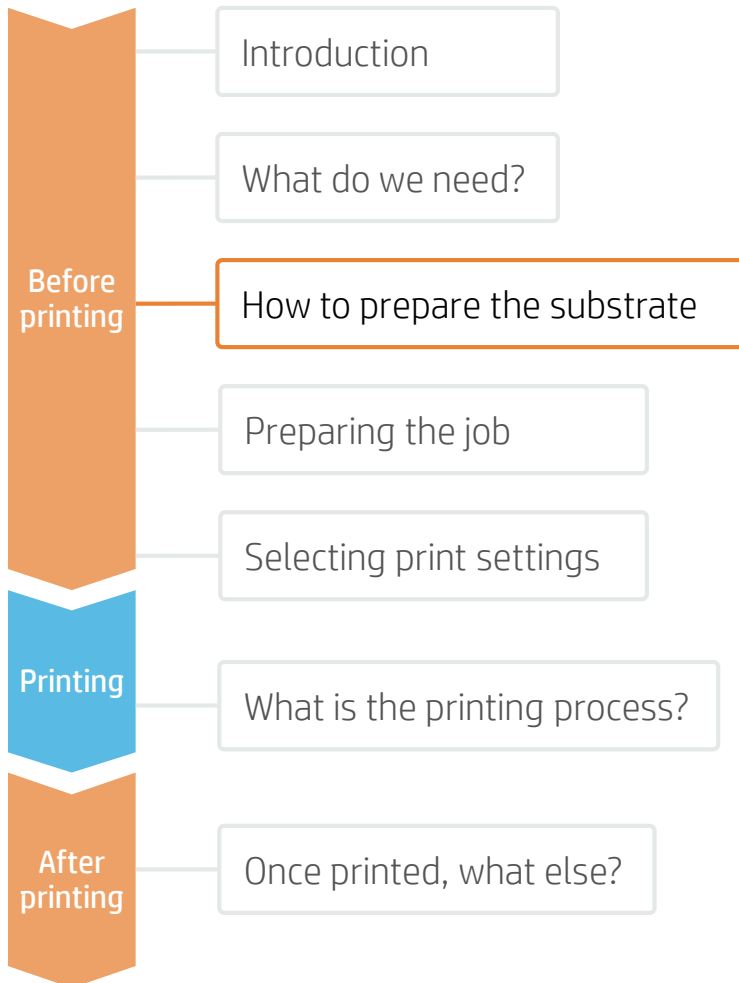 Introduction
What do we need?
Before
printing
How to prepare the substrate
Preparing the job
Selecting print settings
Printing
What is the printing process?
After
printing
Once printed, what else?